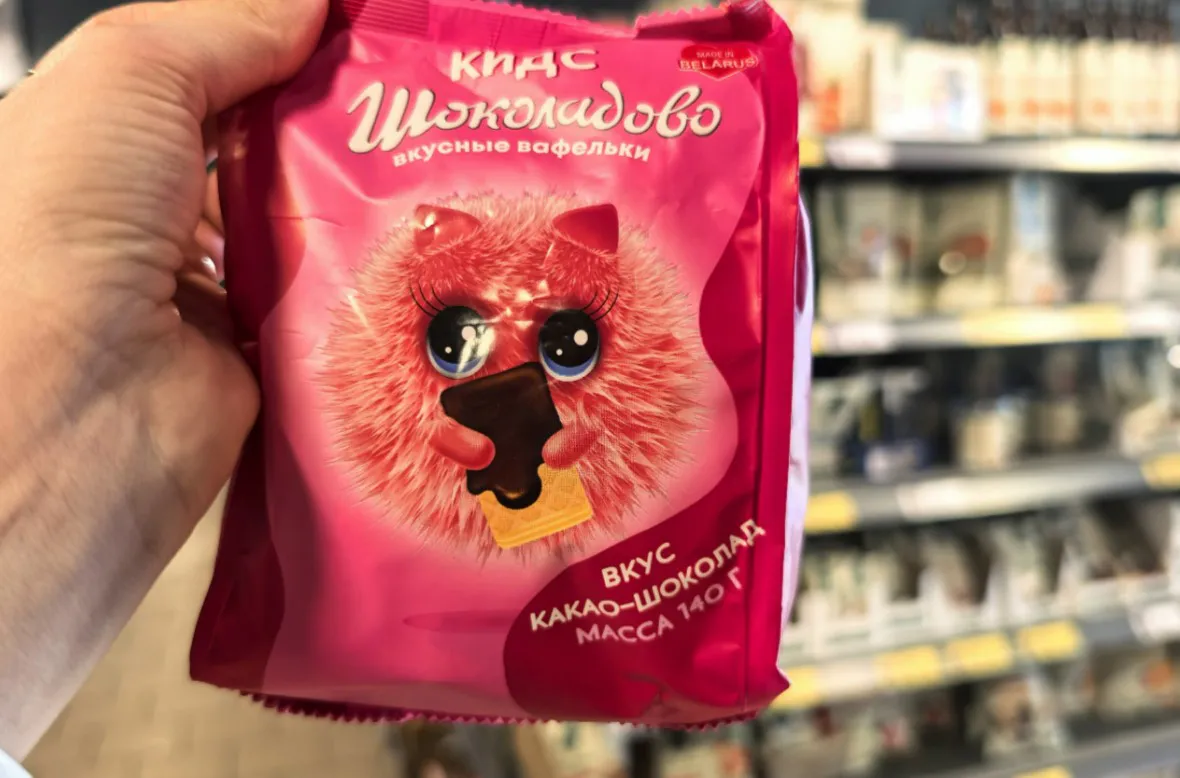 КИДС
MADE IN
BELARUS
Шоколадово
вкусные вафельки
ВКУС
КАКАО-ШОКОЛАД
МАССА 140 Г